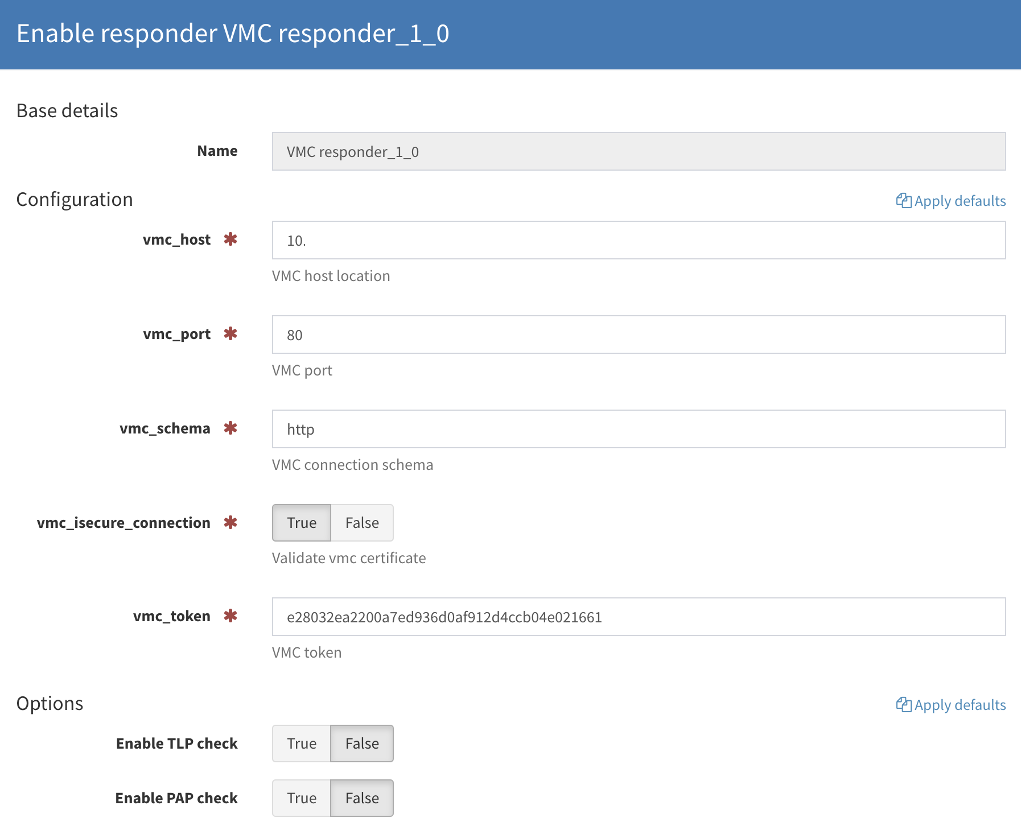 Enable responder VMC responder_1_0
Base details
Name
VMC responder_1_0
Configuration
Apply defaults
vmc_host *
10.
VMC host location
vmc_port *
80
VMC port
vmc_schema *
http
VMC connection schema
vmc_isecure_connection *
True False
Validate vmc certificate
vmc_token *
e28032ea2200a7ed936d0af912d4ccb04e021661
VMC token
Options
Apply defaults
Enable TLP check
True False
Enable PAP check
True False